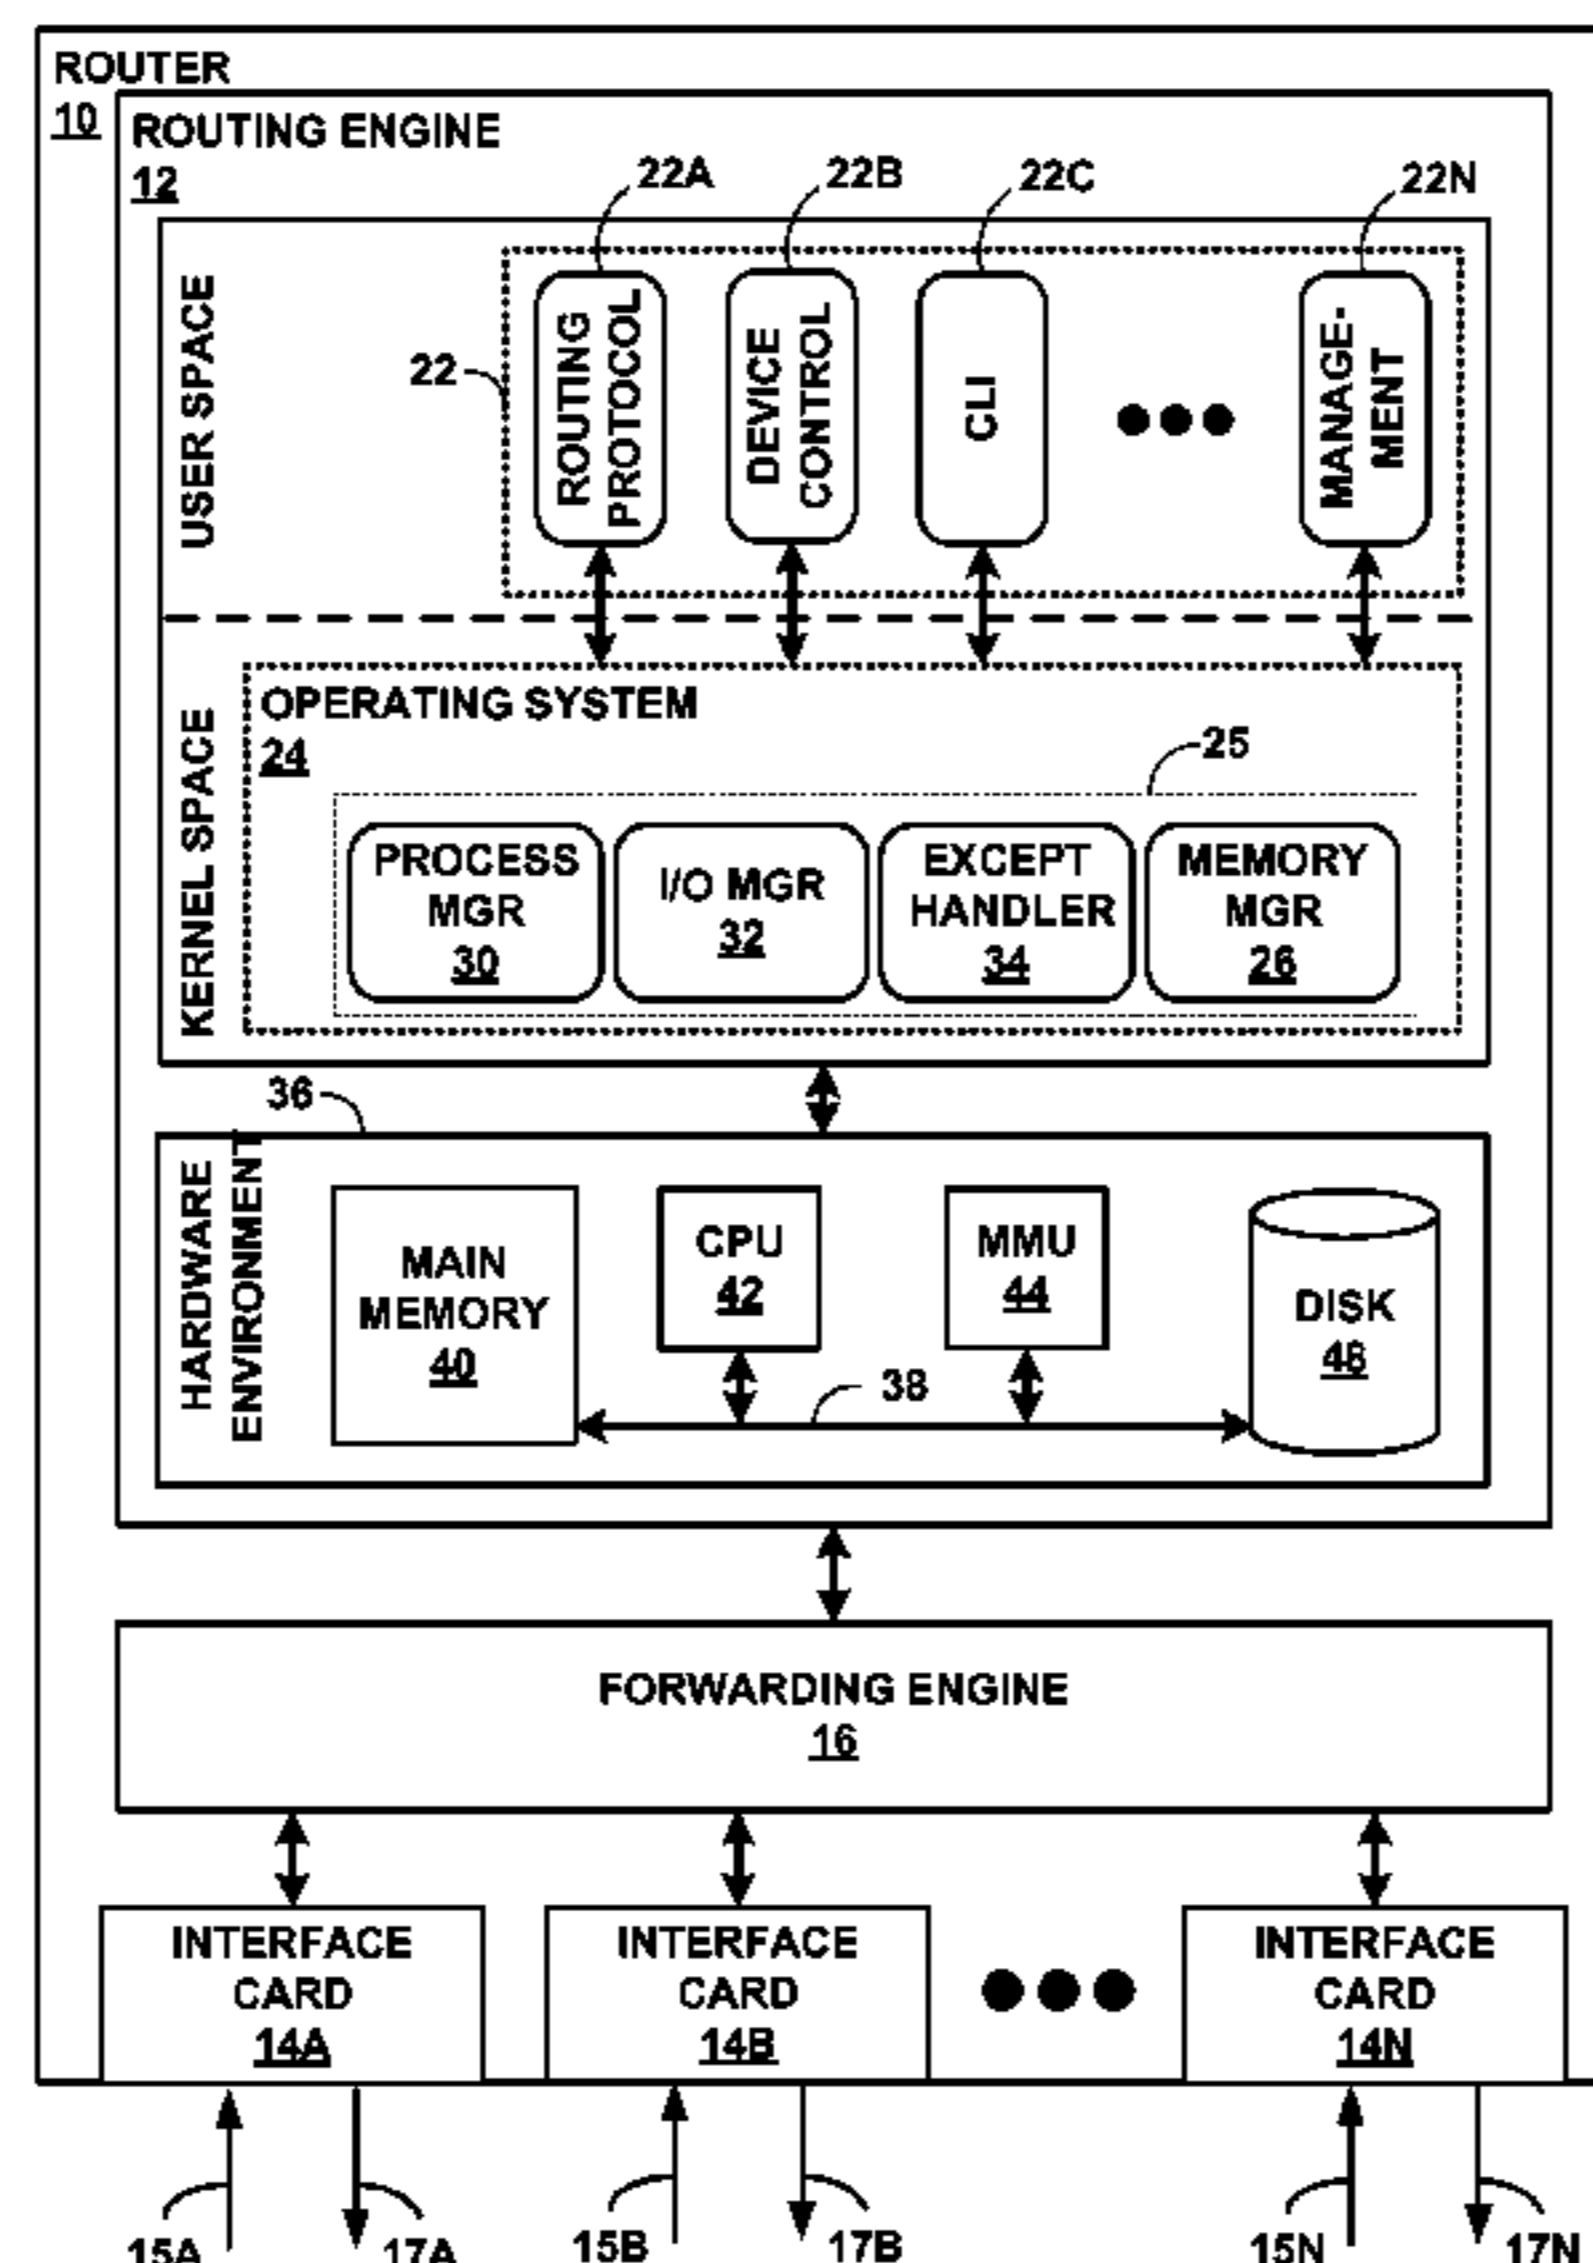 ROUTER
10
ROUTING ENGINE
12
22A
22B
22C
22N
USER SPACE
22
ROUTING
PROTOCOL
DEVICE
CONTROL
CLI
MANAGE-
MENT
KERNEL SPACE
OPERATING SYSTEM
24
25
PROCESS
MGR
30
I/O MGR
32
EXCEPT
HANDLER
34
MEMORY
MGR
26
36
HARDWARE
ENVIRONMENT
MAIN
MEMORY
40
CPU
42
MMU
44
DISK
48
38
FORWARDING ENGINE
16
INTERFACE
CARD
14A
INTERFACE
CARD
14B
INTERFACE
CARD
14N
15A
17A
15B
17B
15N
17N